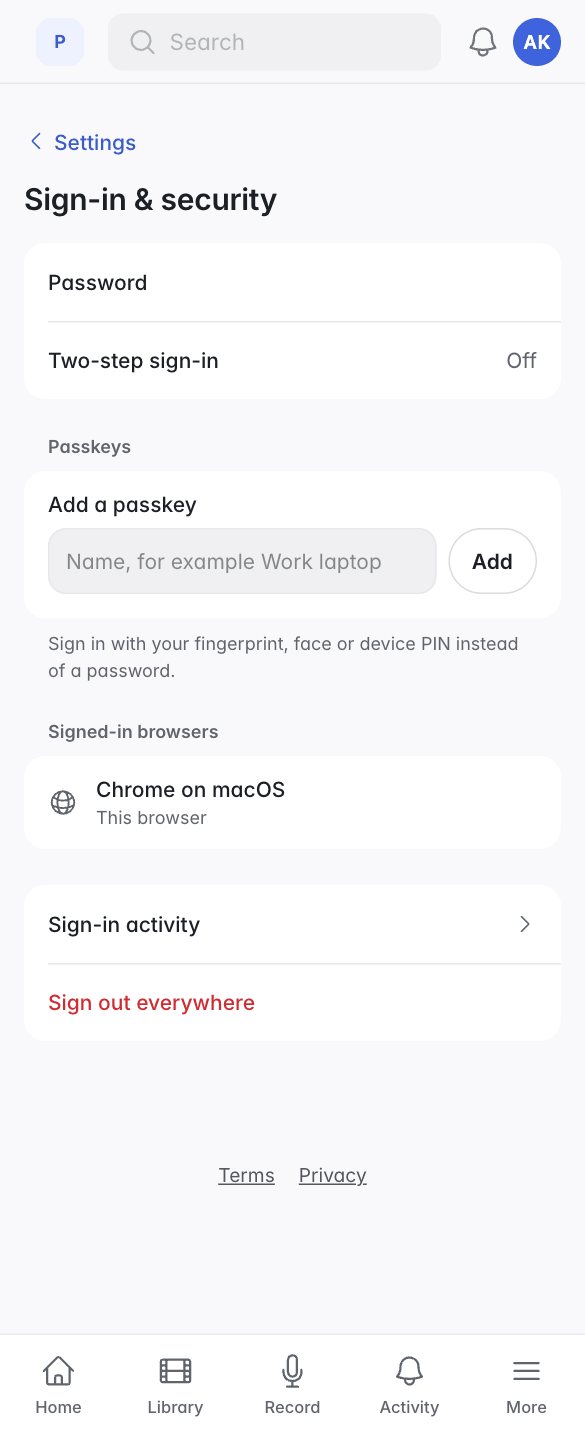 P
Search
AK
Settings
Sign-in & security
Password
Two-step sign-in Off
Passkeys
Add a passkey
Name, for example Work laptop
Add
Sign in with your fingerprint, face or device PIN instead
of a password.
Signed-in browsers
Chrome on macOS
This browser
Sign-in activity
Sign out everywhere
Terms Privacy
Home Library Record Activity More